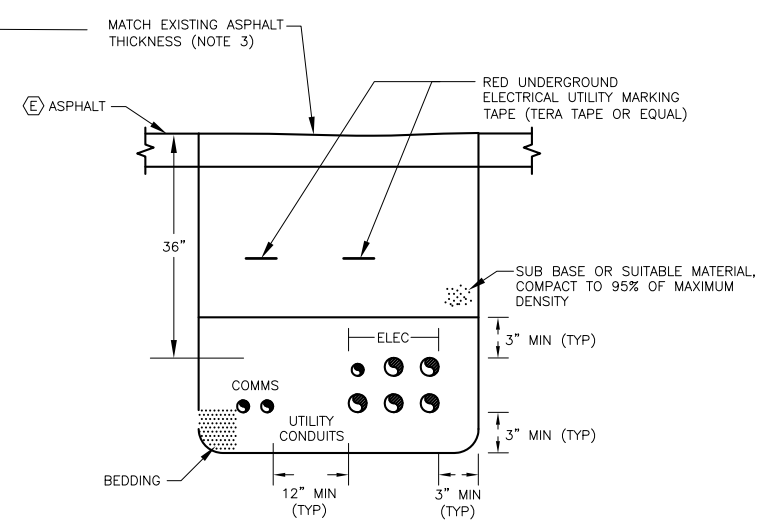 MATCH EXISTING ASPHALT
THICKNESS (NOTE 3)
RED UNDERGROUND
ELECTRICAL UTILITY MARKING
TAPE (TERA TAPE OR EQUAL)
E ASPHALT
36"
SUB BASE OR SUITABLE MATERIAL,
COMPACT TO 95% OF MAXIMUM
DENSITY
ELEC
3" MIN (TYP)
COMMS
UTILITY
CONDUITS
3" MIN (TYP)
BEDDING
12" MIN
(TYP)
3" MIN
(TYP)